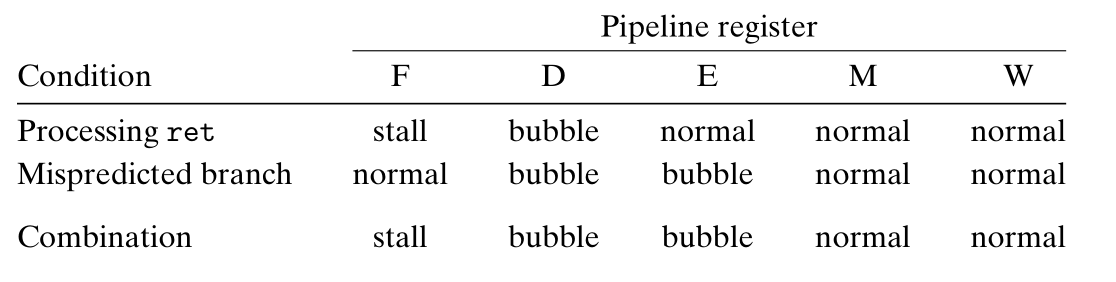 Pipeline register
Condition F D E M W
Processing ret stall bubble normal normal normal
Mispredicted branch normal bubble bubble normal normal
Combination stall bubble bubble normal normal